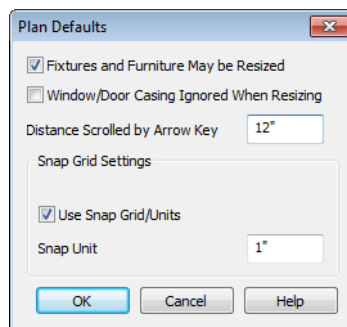 Plan Defaults
Fixtures and Furniture May be Resized
Window/Door Casing Ignored When Resizing
Distance Scrolled by Arrow Key 12"
Snap Grid Settings
Use Snap Grid/Units
Snap Unit 1"
OK Cancel Help